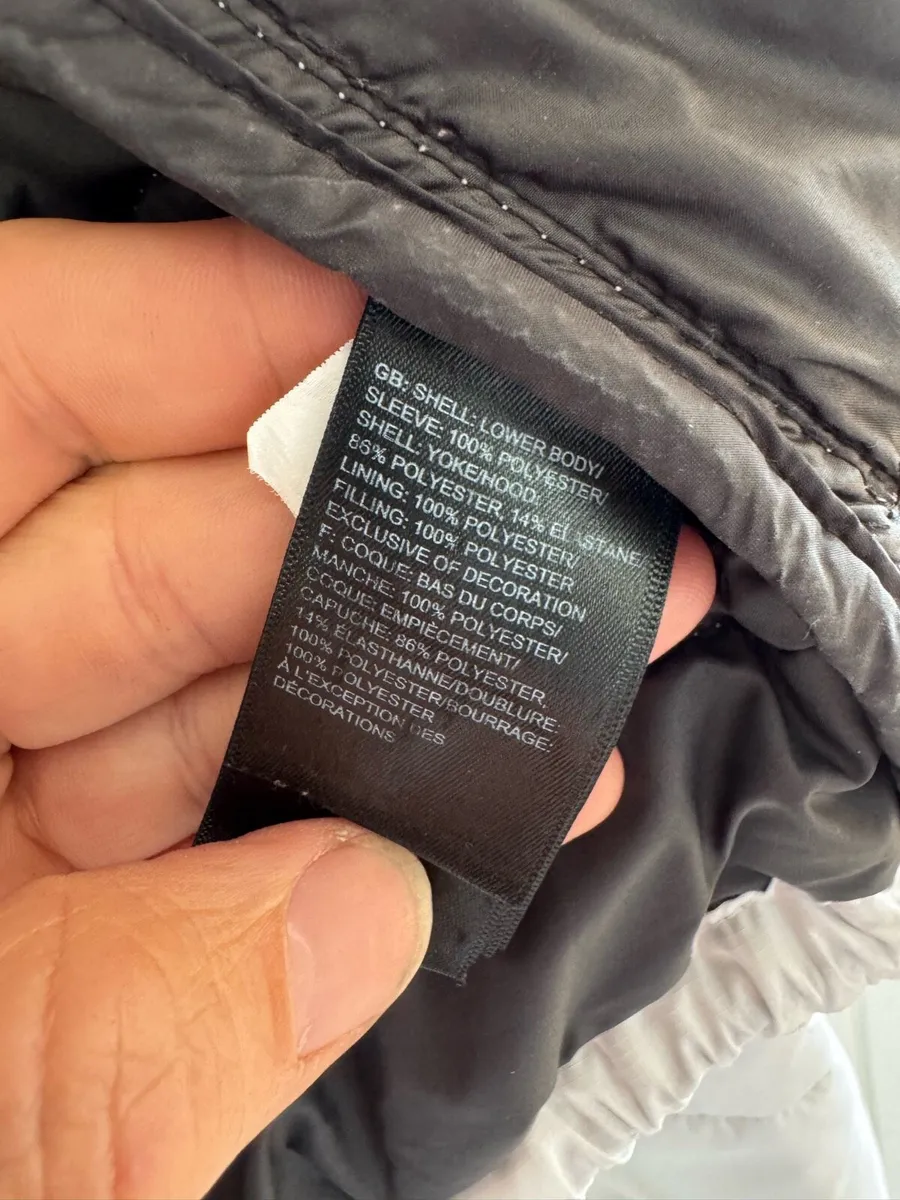 GB: SHELL: LOWER BODY/
SLEEVE: 100% POLYESTER/
SHELL: YOKE/HOOD:
86% POLYESTER, 14% ELASTANE/
LINING: 100% POLYESTER/
FILLING: 100% POLYESTER
EXCLUSIVE OF DECORATION
F: COQUE: BAS DU CORPS/
MANCHE: 100% POLYESTER/
COQUE: EMPIÈCEMENT/
CAPUCHE: 86% POLYESTER,
14% ÉLASTHANNE/DOUBLURE:
100% POLYESTER/BOURRAGE:
100% POLYESTER
À L'EXCEPTION DES
DÉCORATIONS